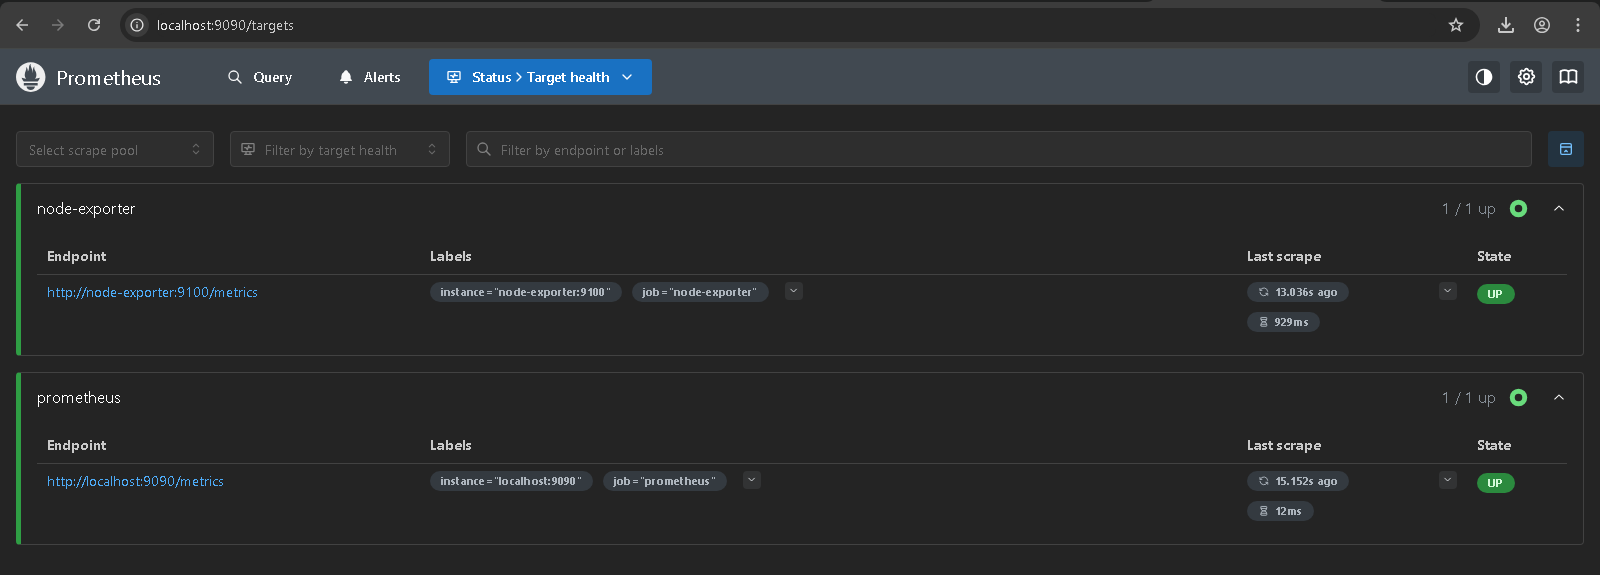 localhost:9090/targets
Prometheus Query Alerts Status > Target health
Select scrape pool Filter by target health Filter by endpoint or labels
node-exporter 1 / 1 up
Endpoint Labels Last scrape State
http://node-exporter:9100/metrics instance="node-exporter:9100" job="node-exporter" 13.036s ago UP
929ms
prometheus 1 / 1 up
Endpoint Labels Last scrape State
http://localhost:9090/metrics instance="localhost:9090" job="prometheus" 15.152s ago UP
12ms